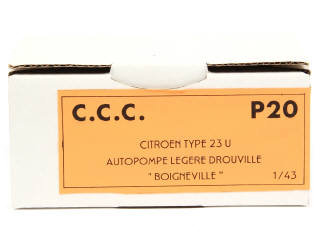 C.C.C. P20
CITROEN TYPE 23 U
AUTOPOMPE LEGERE DROUVILLE
" BOIGNEVILLE " 1/43